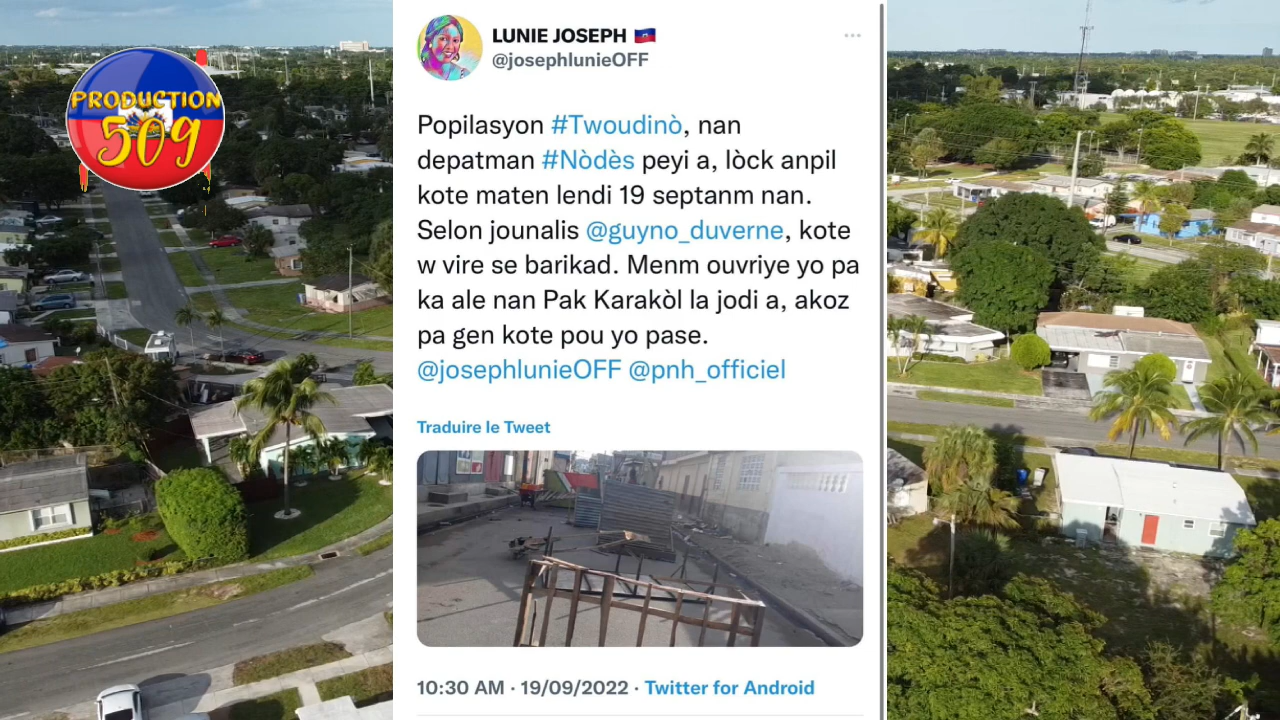 PRODUCTION
509
LUNIE JOSEPH 🇭🇹
@josephlunieOFF
Popilasyon #Twoudinò, nan
depatman #Nòdès peyi a, lòck anpil
kote maten lendi 19 septanm nan.
Selon jounalis @guyno_duverne, kote
w vire se barikad. Menm ouvriye yo pa
ka ale nan Pak Karakòl la jodi a, akoz
pa gen kote pou yo pase.
@josephlunieOFF @pnh_officiel
Traduire le Tweet
10:30 AM · 19/09/2022 · Twitter for Android